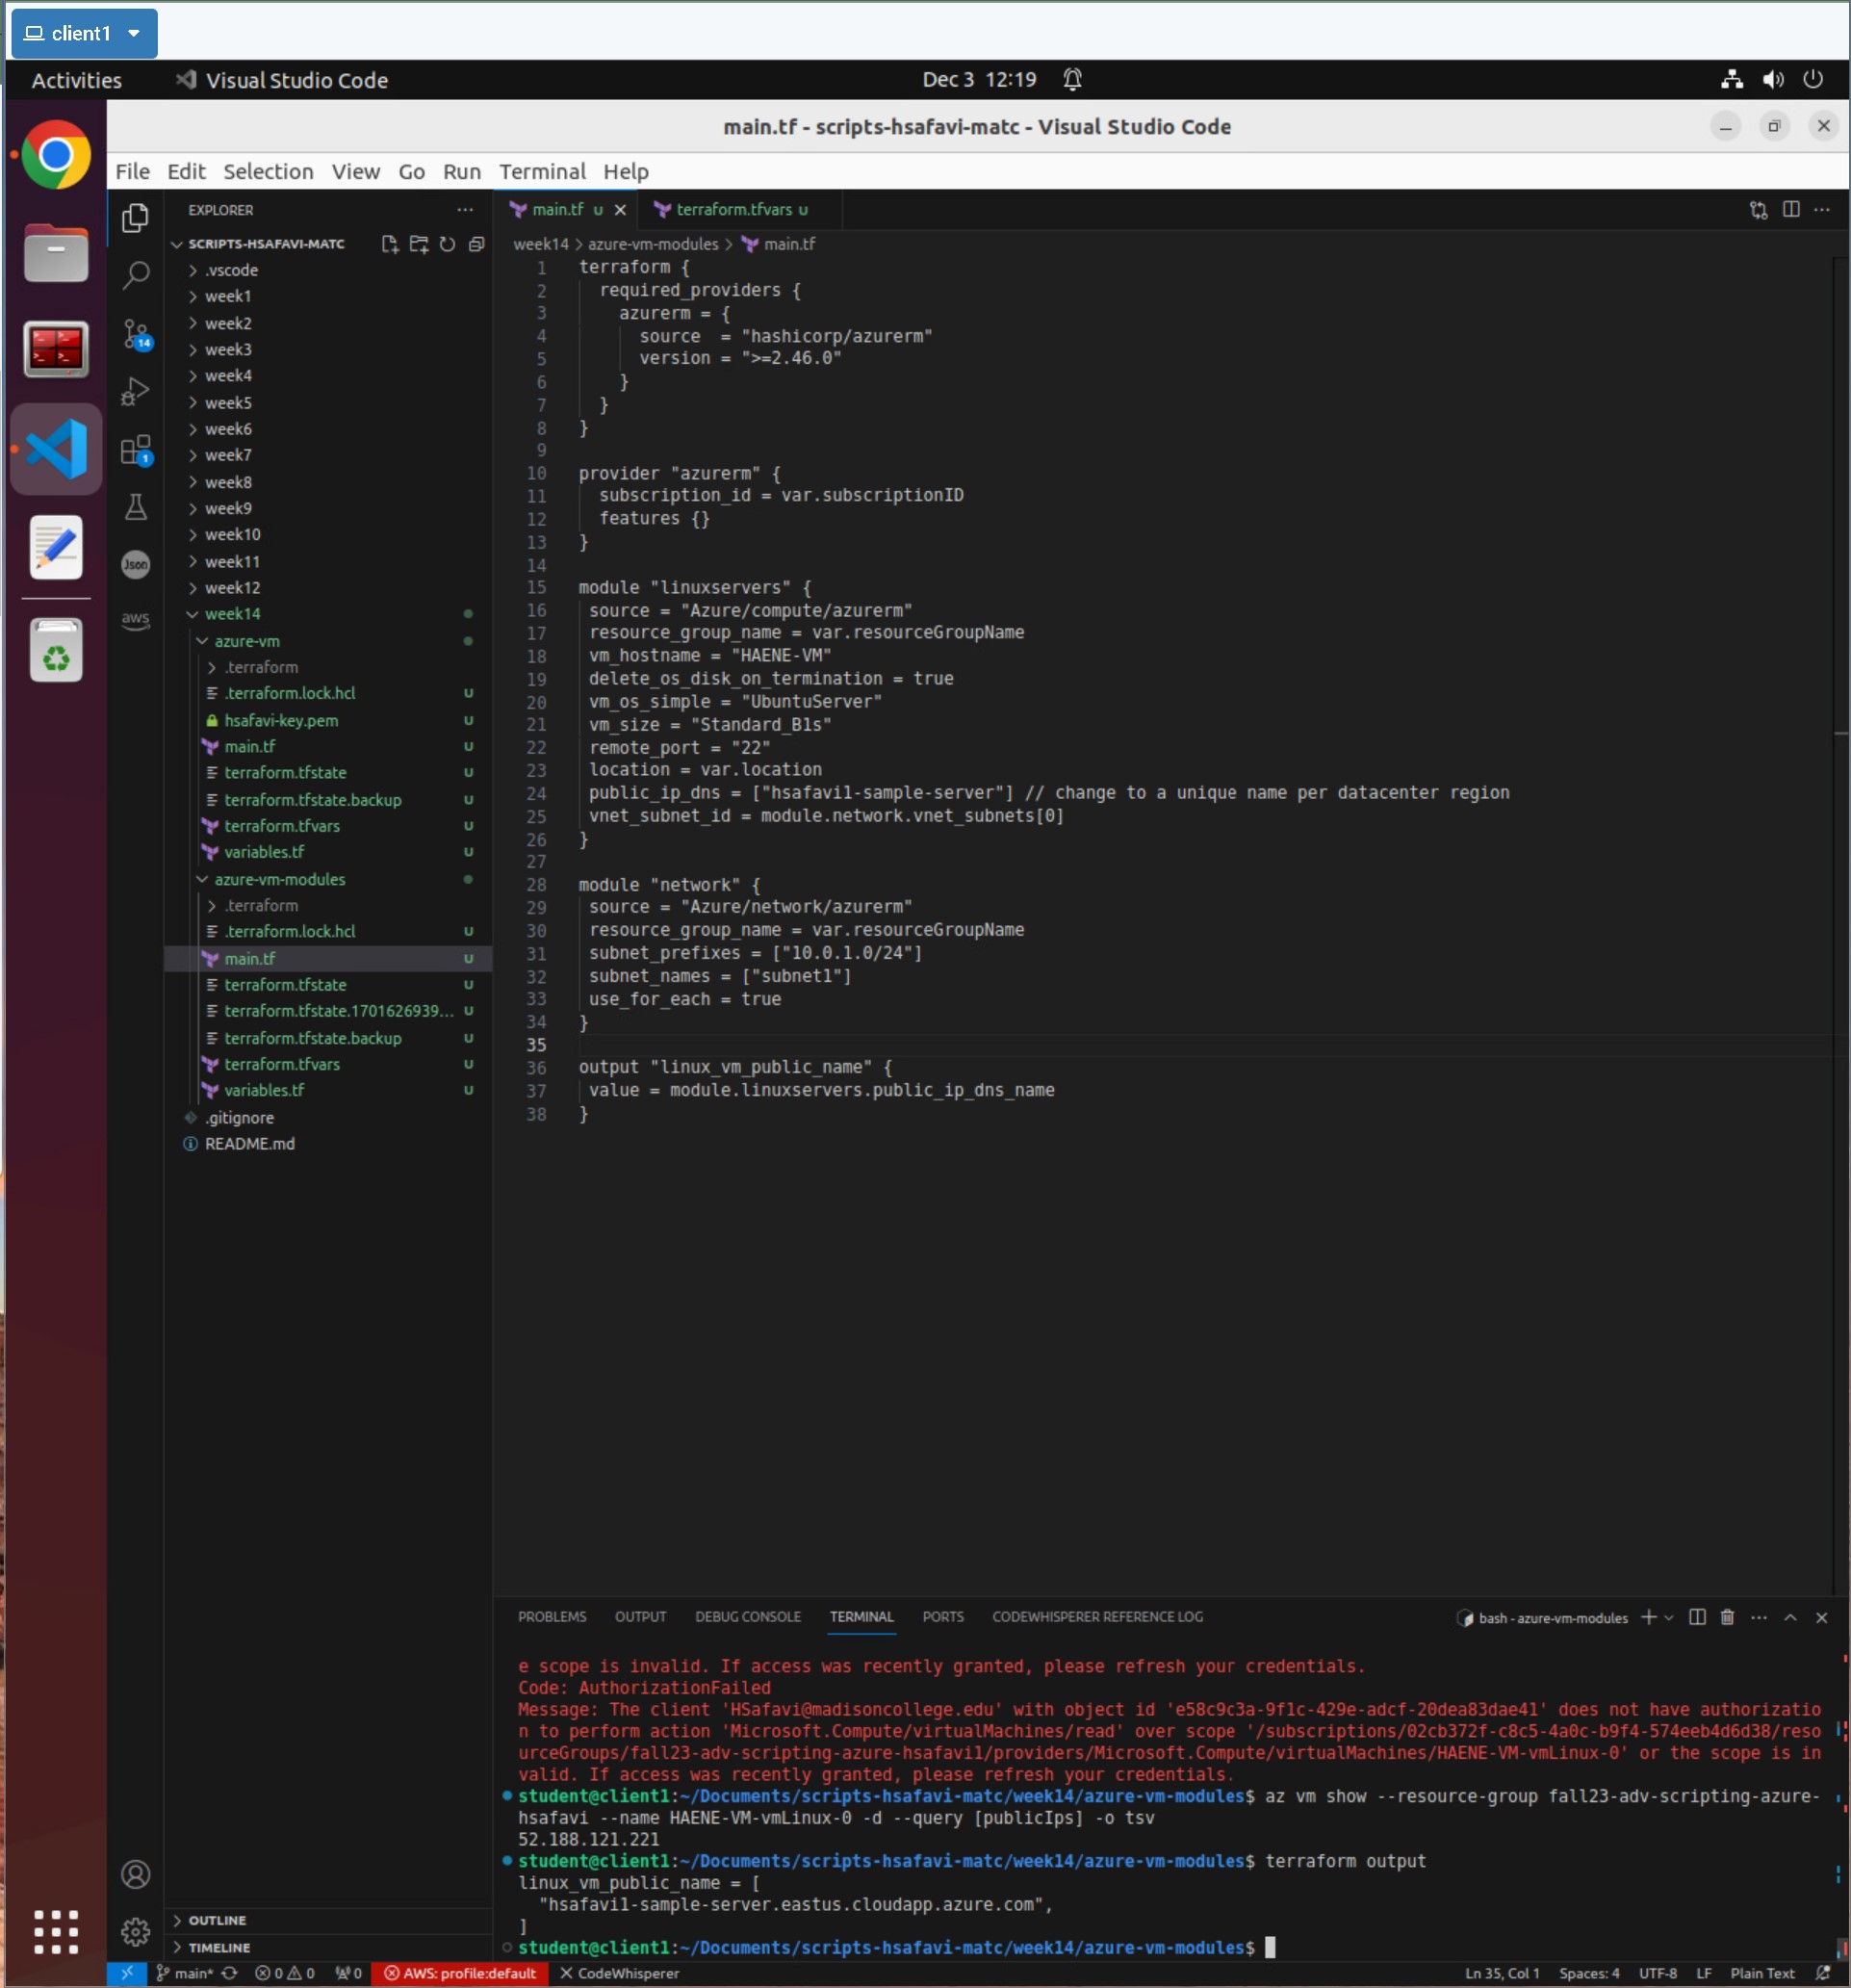 client1
Activities
Visual Studio Code
Dec 3 12:19
main.tf - scripts-hsafavi-matc - Visual Studio Code
File Edit Selection View Go Run Terminal Help
EXPLORER
SCRIPTS-HSAFAVI-MATC
.vscode
week1
week2
week3
week4
week5
week6
week7
week8
week9
week10
week11
week12
week14
azure-vm
.terraform
.terraform.lock.hcl U
hsafavi-key.pem U
main.tf U
terraform.tfstate U
terraform.tfstate.backup U
terraform.tfvars U
variables.tf U
azure-vm-modules
.terraform
.terraform.lock.hcl U
main.tf U
terraform.tfstate U
terraform.tfstate.1701626939... U
terraform.tfstate.backup U
terraform.tfvars U
variables.tf U
.gitignore
README.md
OUTLINE
TIMELINE
14
1
Json
aws
main.tf U
terraform.tfvars U
week14 > azure-vm-modules > main.tf
1 terraform {
2 required_providers {
3 azurerm = {
4 source = "hashicorp/azurerm"
5 version = ">=2.46.0"
6 }
7 }
8 }
9
10 provider "azurerm" {
11 subscription_id = var.subscriptionID
12 features {}
13 }
14
15 module "linuxservers" {
16 source = "Azure/compute/azurerm"
17 resource_group_name = var.resourceGroupName
18 vm_hostname = "HAENE-VM"
19 delete_os_disk_on_termination = true
20 vm_os_simple = "UbuntuServer"
21 vm_size = "Standard_B1s"
22 remote_port = "22"
23 location = var.location
24 public_ip_dns = ["hsafavi1-sample-server"] // change to a unique name per datacenter region
25 vnet_subnet_id = module.network.vnet_subnets[0]
26 }
27
28 module "network" {
29 source = "Azure/network/azurerm"
30 resource_group_name = var.resourceGroupName
31 subnet_prefixes = ["10.0.1.0/24"]
32 subnet_names = ["subnet1"]
33 use_for_each = true
34 }
35
36 output "linux_vm_public_name" {
37 value = module.linuxservers.public_ip_dns_name
38 }
PROBLEMS OUTPUT DEBUG CONSOLE TERMINAL PORTS CODEWHISPERER REFERENCE LOG
bash - azure-vm-modules
e scope is invalid. If access was recently granted, please refresh your credentials.
Code: AuthorizationFailed
Message: The client 'HSafavi@madisoncollege.edu' with object id 'e58c9c3a-9f1c-429e-adcf-20dea83dae41' does not have authorizatio
n to perform action 'Microsoft.Compute/virtualMachines/read' over scope '/subscriptions/02cb372f-c8c5-4a0c-b9f4-574eeb4d6d38/reso
urceGroups/fall23-adv-scripting-azure-hsafavi1/providers/Microsoft.Compute/virtualMachines/HAENE-VM-vmLinux-0' or the scope is in
valid. If access was recently granted, please refresh your credentials.
student@client1:~/Documents/scripts-hsafavi-matc/week14/azure-vm-modules$ az vm show --resource-group fall23-adv-scripting-azure-
hsafavi --name HAENE-VM-vmLinux-0 -d --query [publicIps] -o tsv
52.188.121.221
student@client1:~/Documents/scripts-hsafavi-matc/week14/azure-vm-modules$ terraform output
linux_vm_public_name = [
"hsafavi1-sample-server.eastus.cloudapp.azure.com",
]
student@client1:~/Documents/scripts-hsafavi-matc/week14/azure-vm-modules$
main* 0 0 0 AWS: profile:default CodeWhisperer
Ln 35, Col 1 Spaces: 4 UTF-8 LF Plain Text